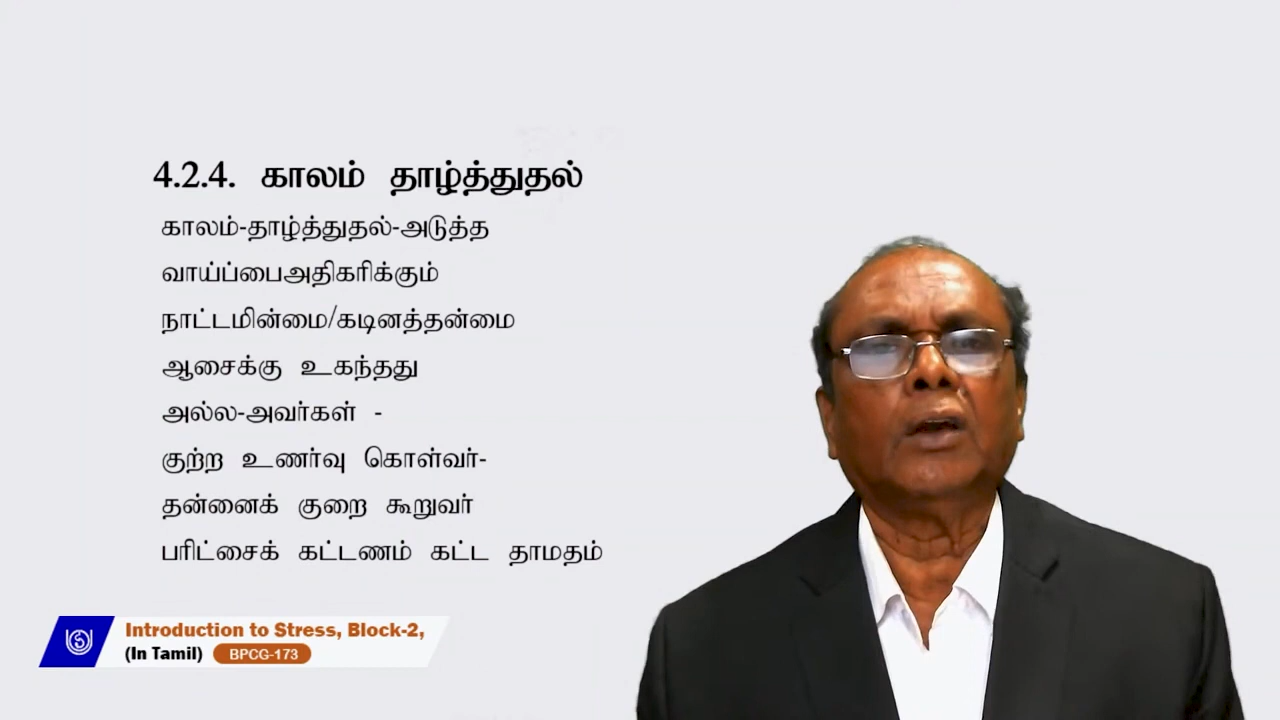 4.2.4. காலம் தாழ்த்துதல்
காலம்-தாழ்த்துதல்-அடுத்த
வாய்ப்பைஅதிகரிக்கும்
நாட்டமின்மை/கடினத்தன்மை
ஆசைக்கு உகந்தது
அல்ல-அவர்கள் -
குற்ற உணர்வு கொள்வர்-
தன்னைக் குறை கூறுவர்
பரிட்சைக் கட்டணம் கட்ட தாமதம்
Introduction to Stress, Block-2,
(In Tamil) BPCG-173